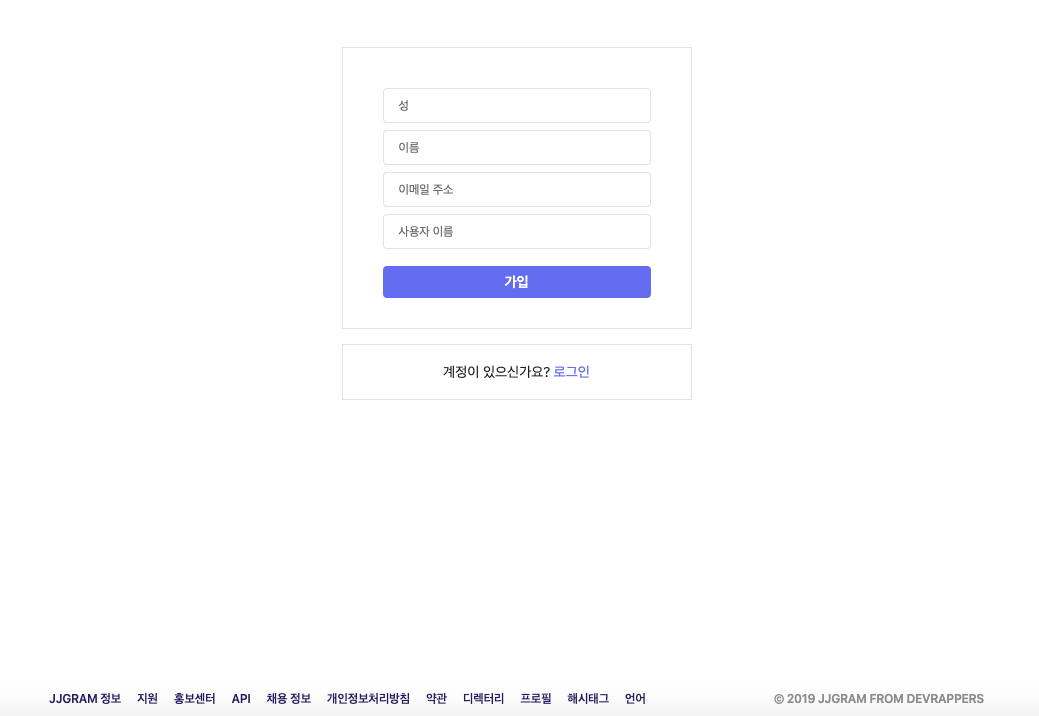 성
이름
이메일 주소
사용자 이름
가입
계정이 있으신가요? 로그인
JJGRAM 정보 지원 홍보센터 API 채용 정보 개인정보처리방침 약관 디렉터리 프로필 해시태그 언어 © 2019 JJGRAM FROM DEVRAPPERS